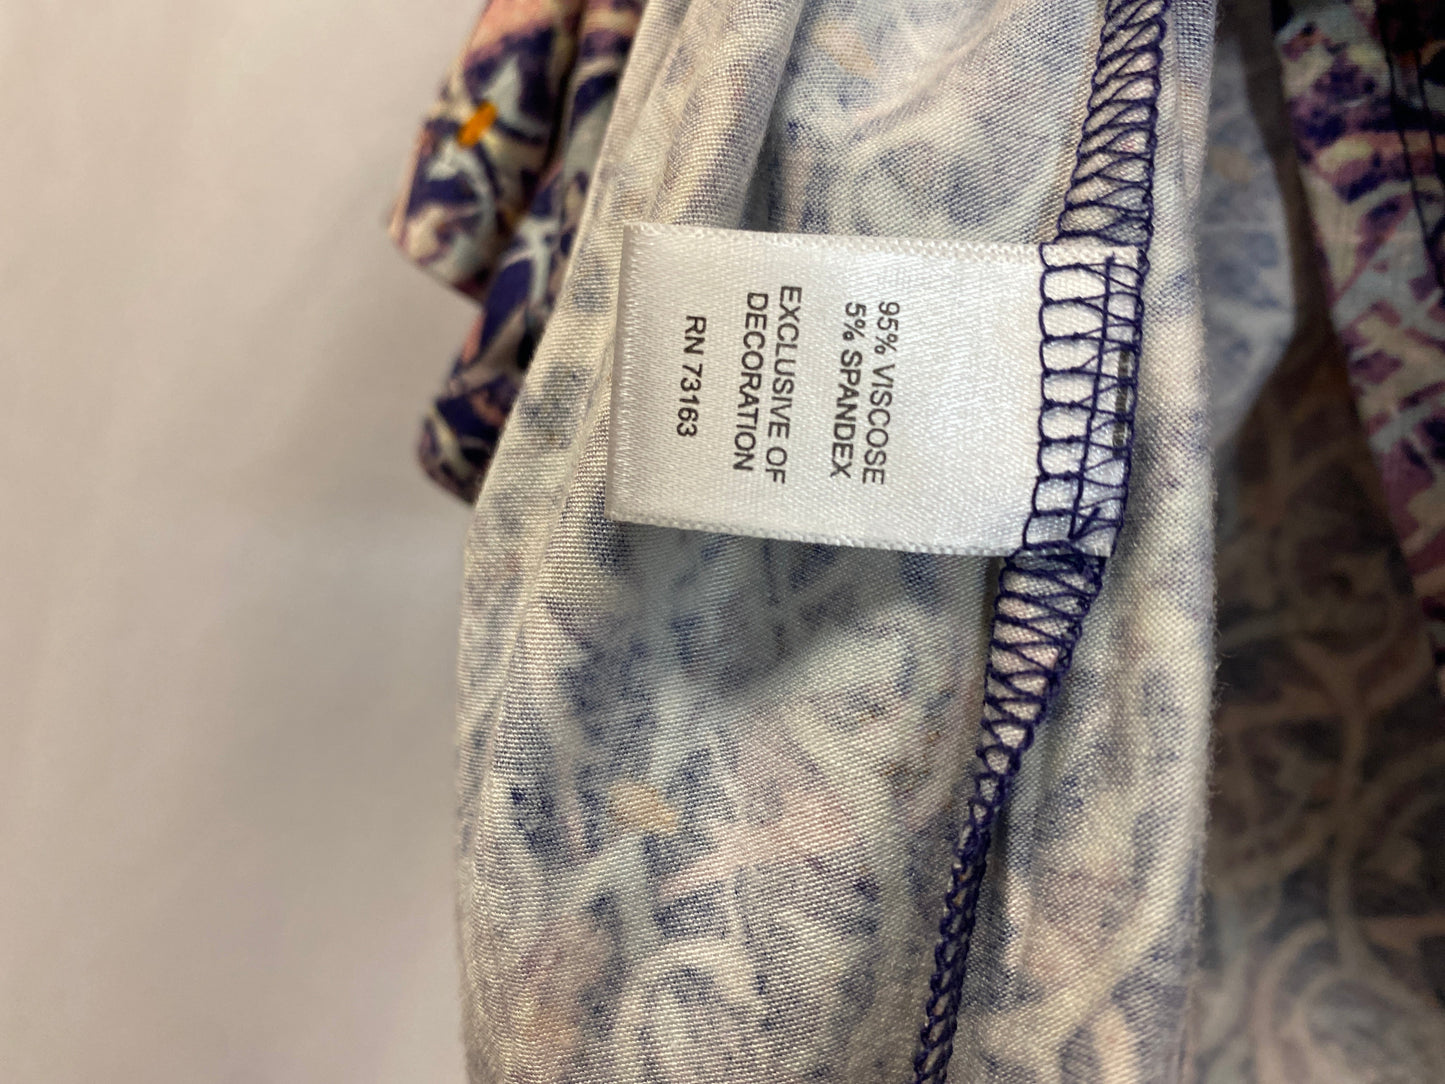 95% VISCOSE
5% SPANDEX
EXCLUSIVE OF
DECORATION
RN 73163